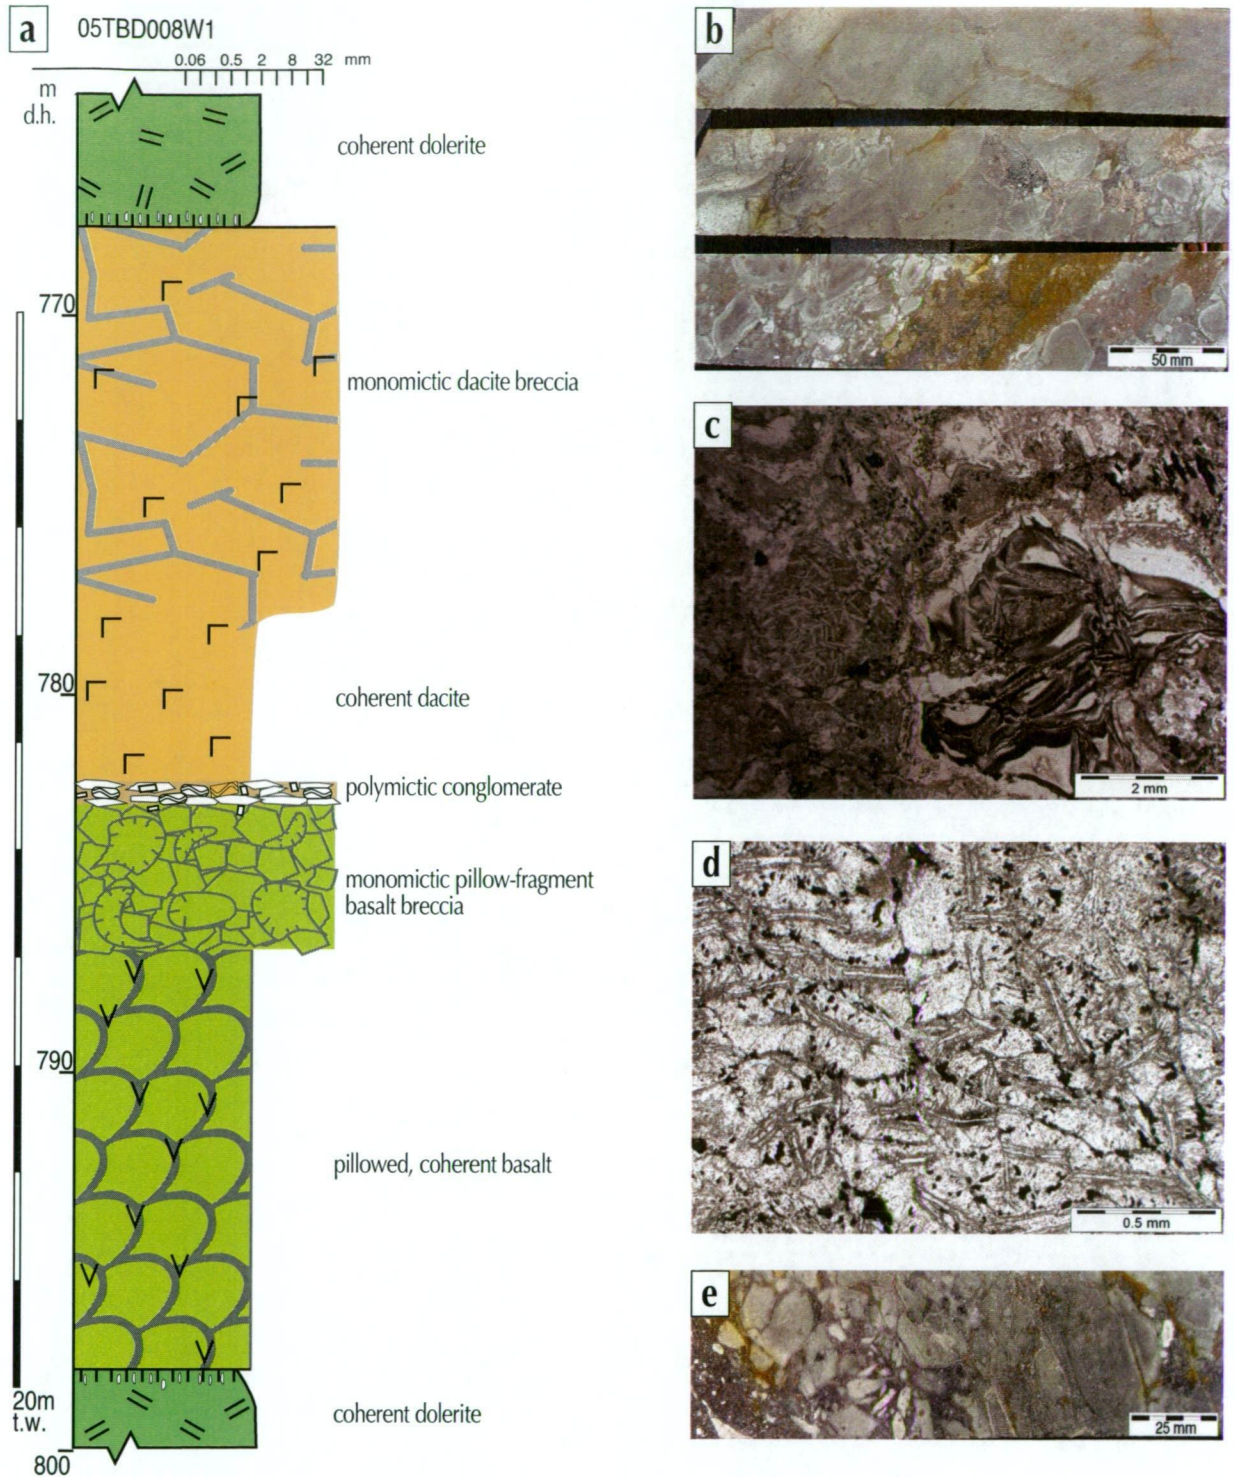 a
05TBD008W1
0.06 0.5 2 8 32 mm
m
d.h.
coherent dolerite
770
monomictic dacite breccia
780
coherent dacite
polymictic conglomerate
monomictic pillow-fragment
basalt breccia
790
pillowed, coherent basalt
20m
t.w.
coherent dolerite
800
b
50 mm
c
2 mm
d
0.5 mm
e
25 mm